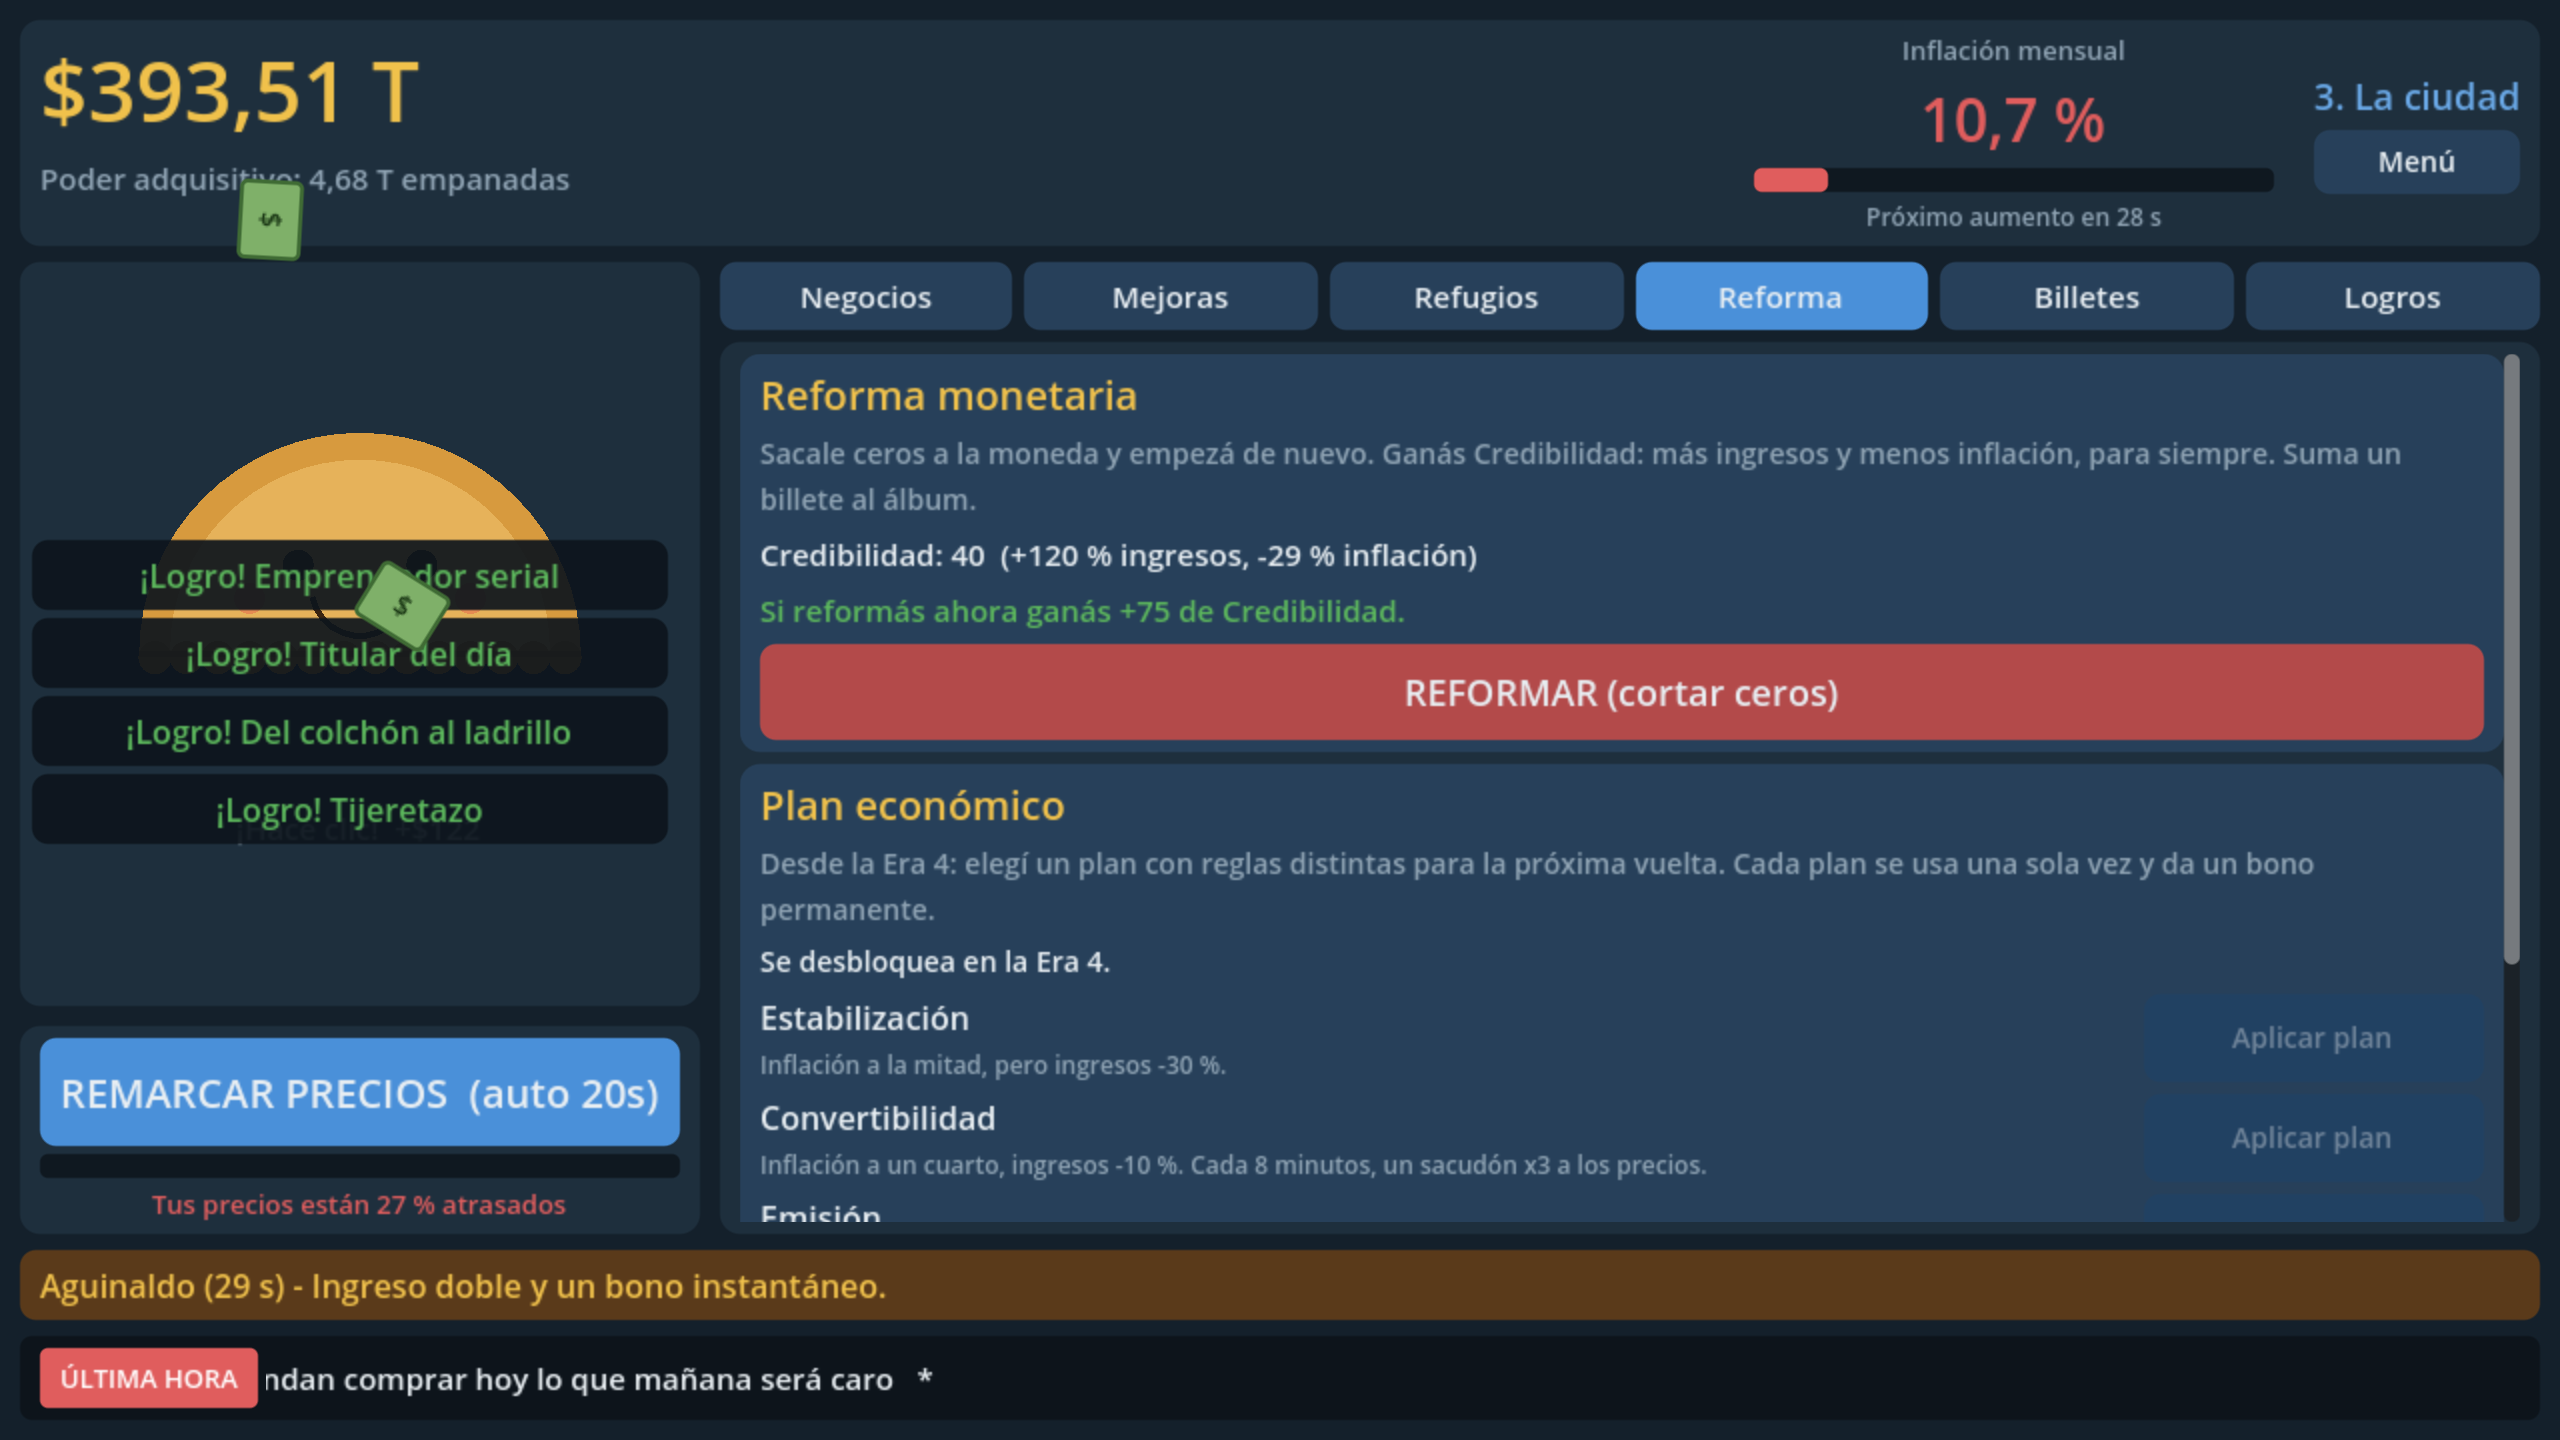 $393,51 T
Poder adquisitivo: 4,68 T empanadas
$
Inflación mensual
10,7 %
Próximo aumento en 28 s
3. La ciudad
Menú
Negocios
Mejoras
Refugios
Reforma
Billetes
Logros
¡Logro! Emprendedor serial
$
¡Logro! Titular del día
¡Logro! Del colchón al ladrillo
¡Logro! Tijeretazo
REMARCAR PRECIOS (auto 20s)
Tus precios están 27 % atrasados
Reforma monetaria
Sacale ceros a la moneda y empezá de nuevo. Ganás Credibilidad: más ingresos y menos inflación, para siempre. Suma un
billete al álbum.
Credibilidad: 40 (+120 % ingresos, -29 % inflación)
Si reformás ahora ganás +75 de Credibilidad.
REFORMAR (cortar ceros)
Plan económico
Desde la Era 4: elegí un plan con reglas distintas para la próxima vuelta. Cada plan se usa una sola vez y da un bono
permanente.
Se desbloquea en la Era 4.
Estabilización
Inflación a la mitad, pero ingresos -30 %.
Aplicar plan
Convertibilidad
Inflación a un cuarto, ingresos -10 %. Cada 8 minutos, un sacudón x3 a los precios.
Aplicar plan
Emisión
Aguinaldo (29 s) - Ingreso doble y un bono instantáneo.
ÚLTIMA HORA
ndan comprar hoy lo que mañana será caro *